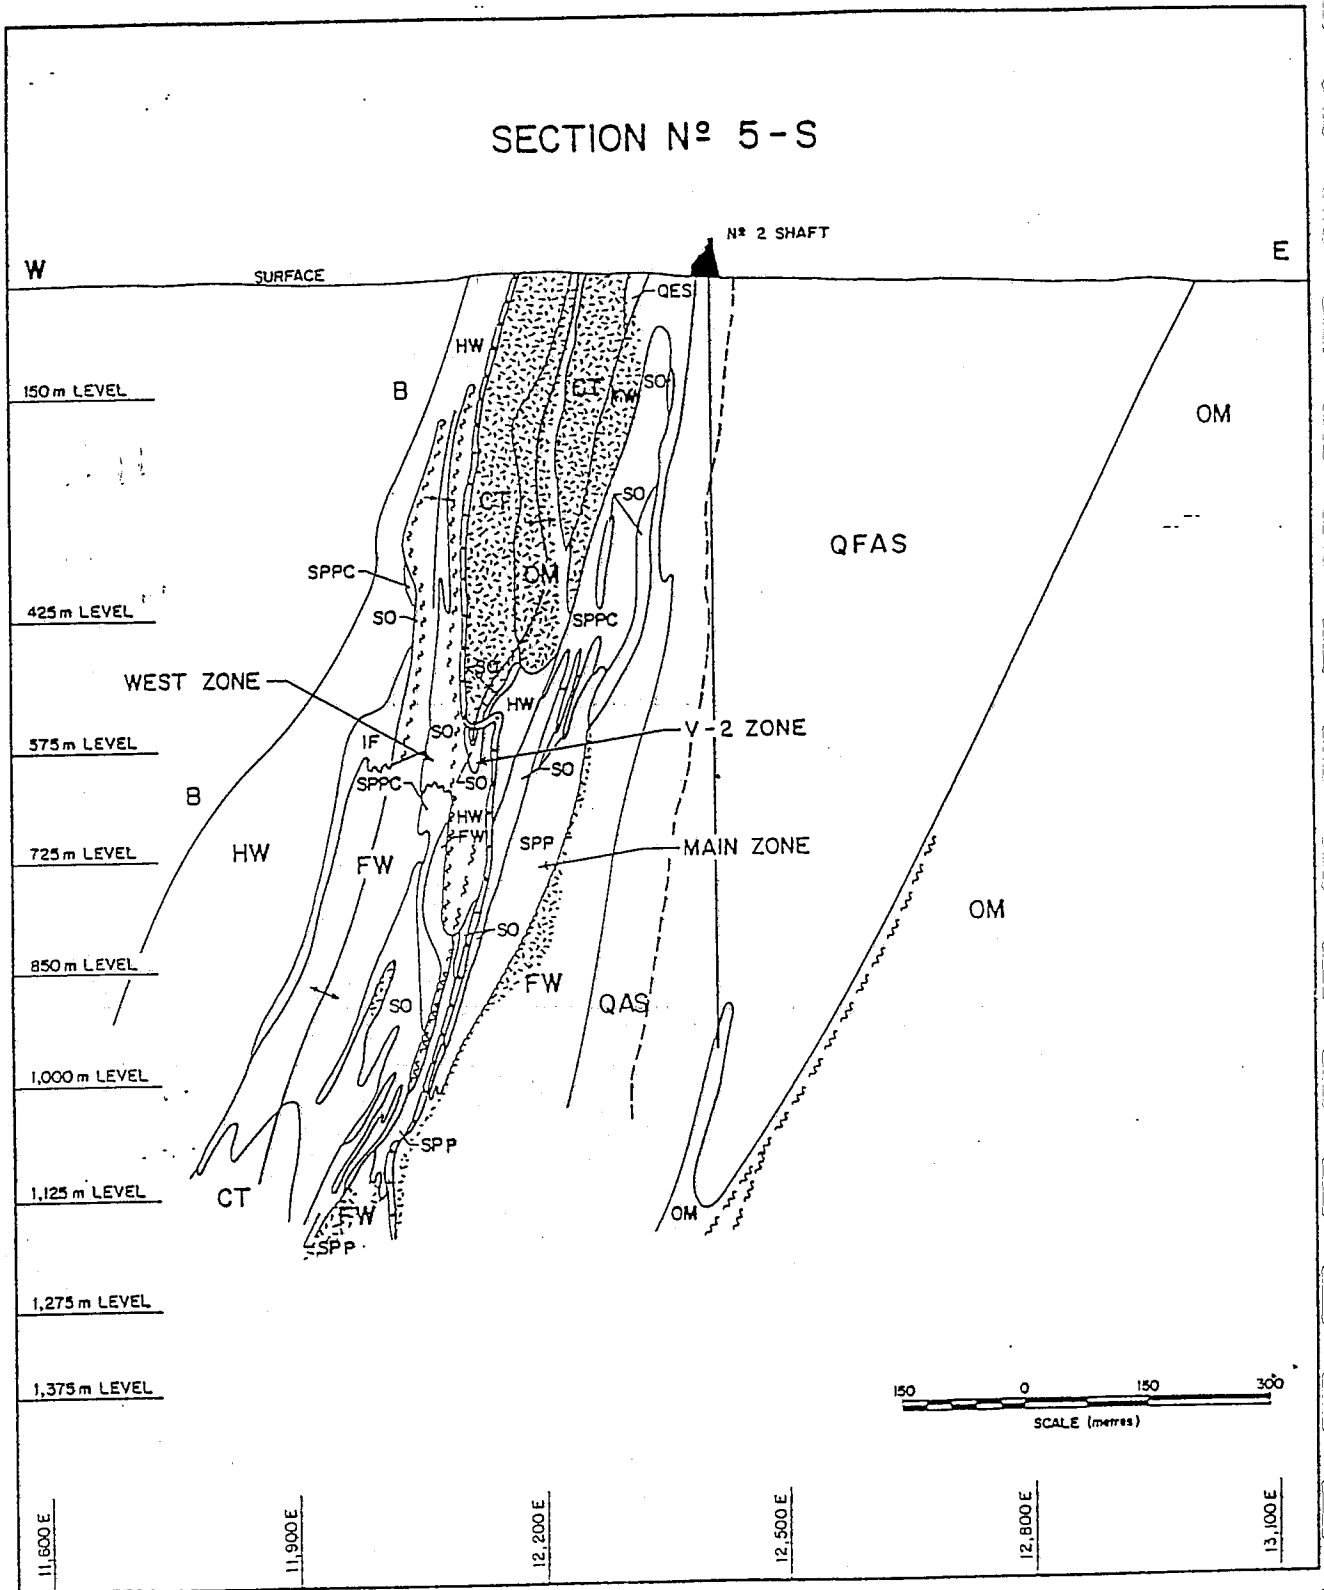 SECTION Nº 5-S
Nº 2 SHAFT
W
E
SURFACE
QES
HW
B
CT
FW
SO
150 m LEVEL
OM
CT
SO
QFAS
SPPC
OM
SO
425 m LEVEL
SPPC
SO
WEST ZONE
HW
SO
V-2 ZONE
IF
575 m LEVEL
SO
SO
SPPC
B
HW
FW
SPP
MAIN ZONE
HW
FW
725 m LEVEL
OM
SO
850 m LEVEL
FW
SO
QAS
1,000 m LEVEL
SPP
CT
1,125 m LEVEL
FW
OM
SPP
1,275 m LEVEL
1,375 m LEVEL
150 0 150 300
SCALE (metres)
11,600 E
11,900 E
12,200 E
12,500 E
12,800 E
13,100 E